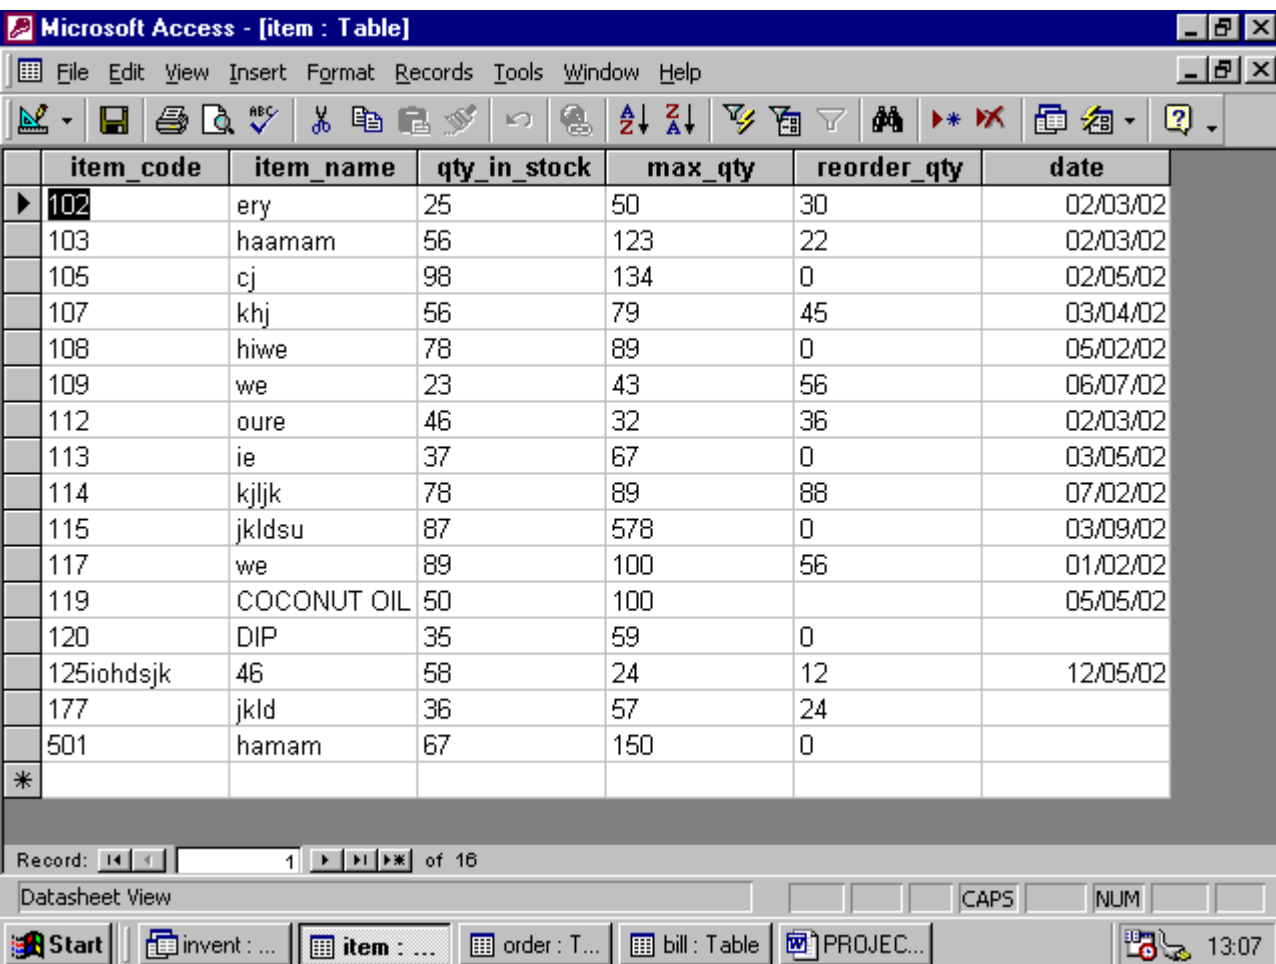 Microsoft Access - [item : Table]
File Edit View Insert Format Records Tools Window Help
item_code item_name qty_in_stock max_qty reorder_qty date
102 ery 25 50 30 02/03/02
103 haamam 56 123 22 02/03/02
105 cj 98 134 0 02/05/02
107 khj 56 79 45 03/04/02
108 hiwe 78 89 0 05/02/02
109 we 23 43 56 06/07/02
112 oure 46 32 36 02/03/02
113 ie 37 67 0 03/05/02
114 kjljk 78 89 88 07/02/02
115 jkldsu 87 578 0 03/09/02
117 we 89 100 56 01/02/02
119 COCONUT OIL 50 100 05/05/02
120 DIP 35 59 0
125iohdsjk 46 58 24 12 12/05/02
177 jkld 36 57 24
501 hamam 67 150 0
Record: 1 of 16
Datasheet View CAPS NUM
Start invent : ... item : ... order : T... bill : Table PROJEC... 13:07